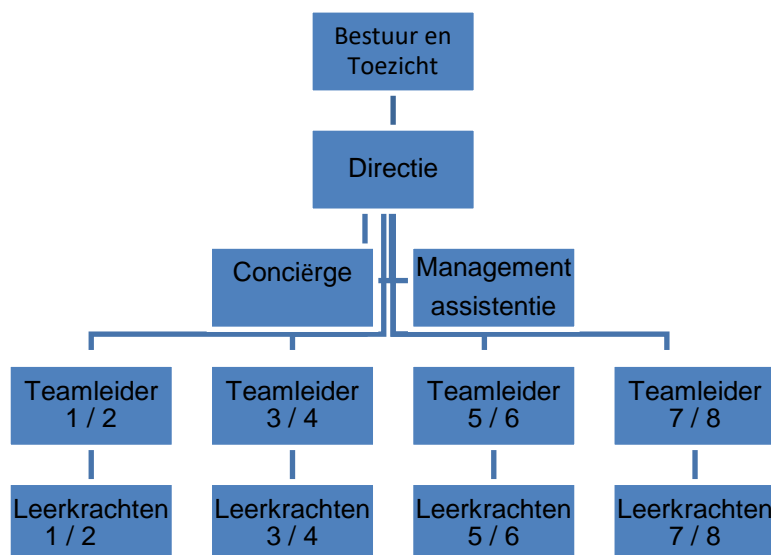 Bestuur en
Toezicht
Directie
Conciërge
Management
assistentie
Teamleider
1 / 2
Teamleider
3 / 4
Teamleider
5 / 6
Teamleider
7 / 8
Leerkrachten
1 / 2
Leerkrachten
3 / 4
Leerkrachten
5 / 6
Leerkrachten
7 / 8